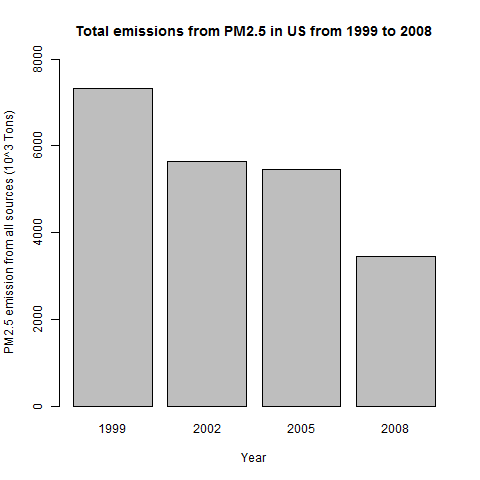 Total emissions from PM2.5 in US from 1999 to 2008
PM2.5 emission from all sources (10^3 Tons)
8000
6000
4000
2000
0
1999 2002 2005 2008
Year